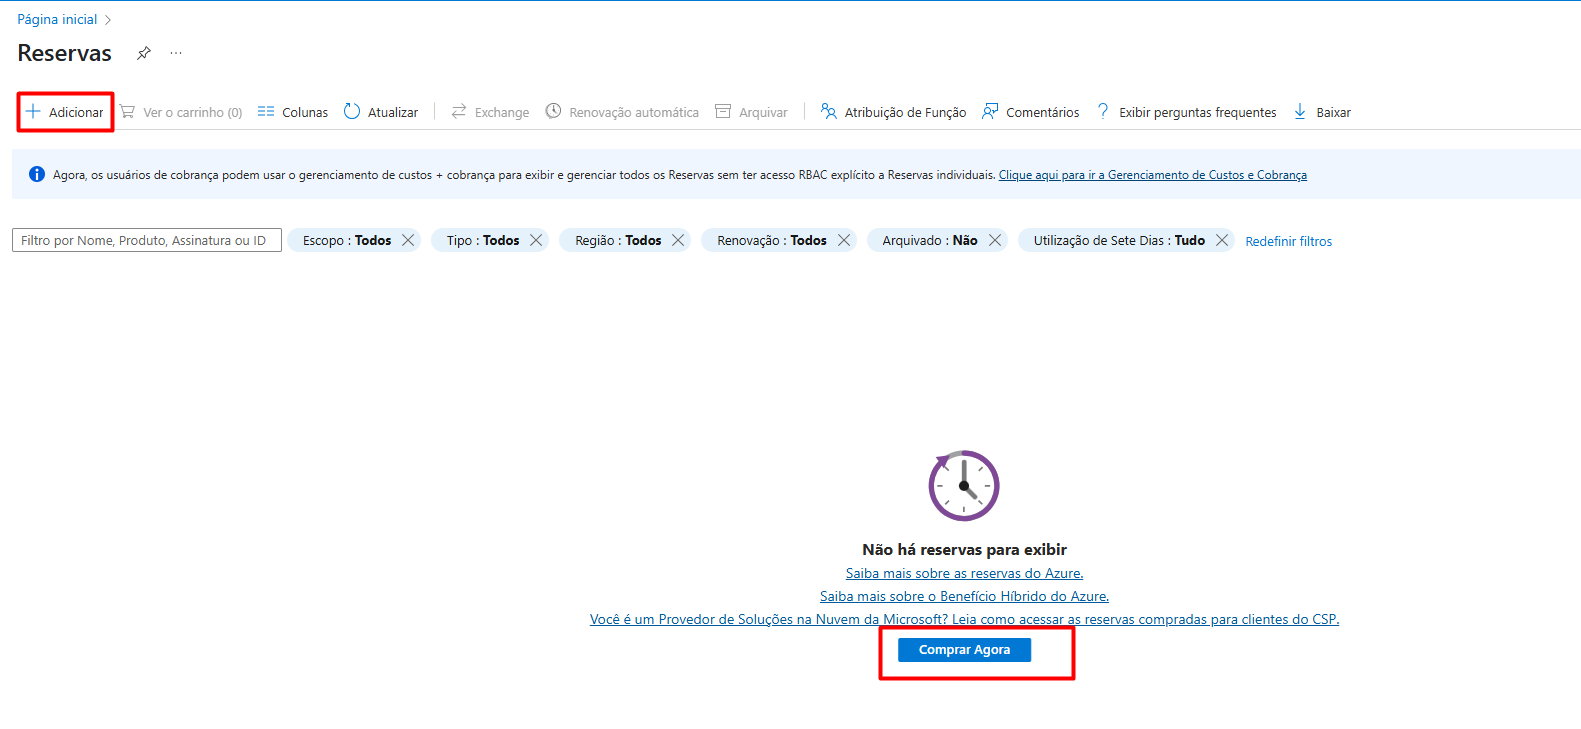 Página inicial
Reservas
Adicionar Ver o carrinho (0) Colunas Atualizar Exchange Renovação automática Arquivar Atribuição de Função Comentários Exibir perguntas frequentes Baixar
Agora, os usuários de cobrança podem usar o gerenciamento de custos + cobrança para exibir e gerenciar todos os Reservas sem ter acesso RBAC explícito a Reservas individuais. Clique aqui para ir a Gerenciamento de Custos e Cobrança
Filtro por Nome, Produto, Assinatura ou ID Escopo : Todos Tipo : Todos Região : Todos Renovação : Todos Arquivado : Não Utilização de Sete Dias : Tudo Redefinir filtros
Não há reservas para exibir
Saiba mais sobre as reservas do Azure.
Saiba mais sobre o Benefício Híbrido do Azure.
Você é um Provedor de Soluções na Nuvem da Microsoft? Leia como acessar as reservas compradas para clientes do CSP.
Comprar Agora